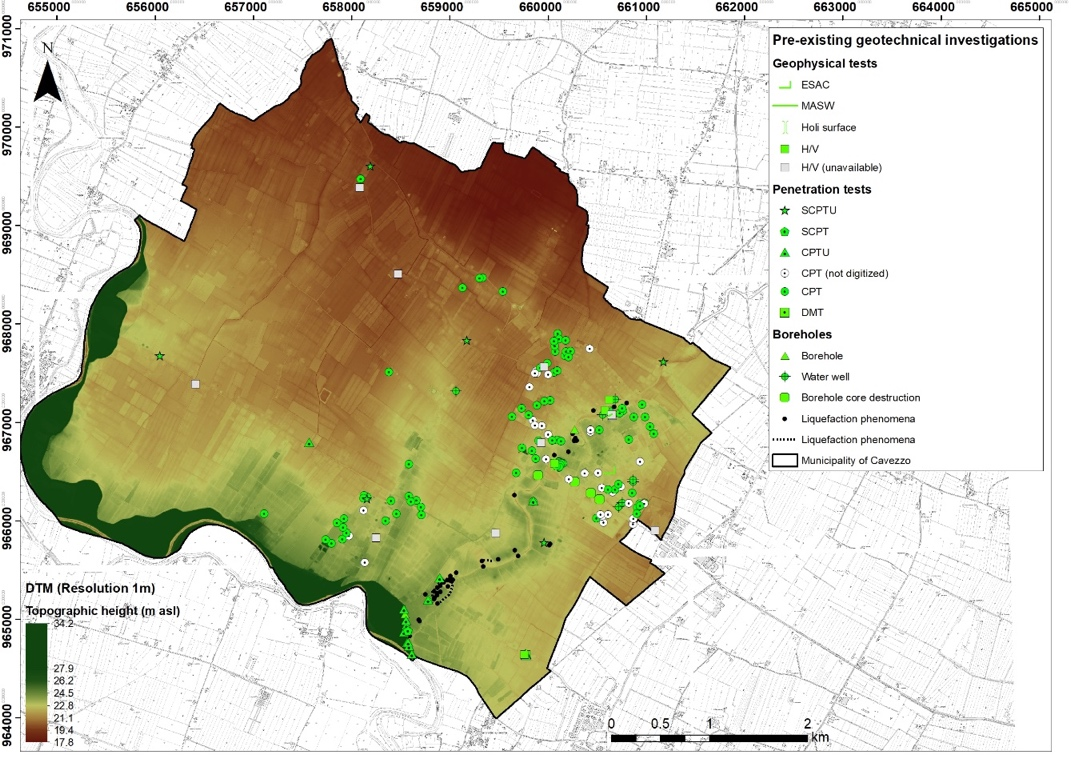 655000 656000 657000 658000 659000 660000 661000 662000 663000 664000 665000
971000
970000
969000
968000
967000
966000
965000
964000
N
Pre-existing geotechnical investigations
Geophysical tests
ESAC
MASW
Holi surface
H/V
H/V (unavailable)
Penetration tests
SCPTU
SCPT
CPTU
CPT (not digitized)
CPT
DMT
Boreholes
Borehole
Water well
Borehole core destruction
Liquefaction phenomena
Liquefaction phenomena
Municipality of Cavezzo
DTM (Resolution 1m)
Topographic height (m asl)
34.2
27.9
26.2
24.5
22.8
21.1
19.4
17.8
0 0.5 1 2
km